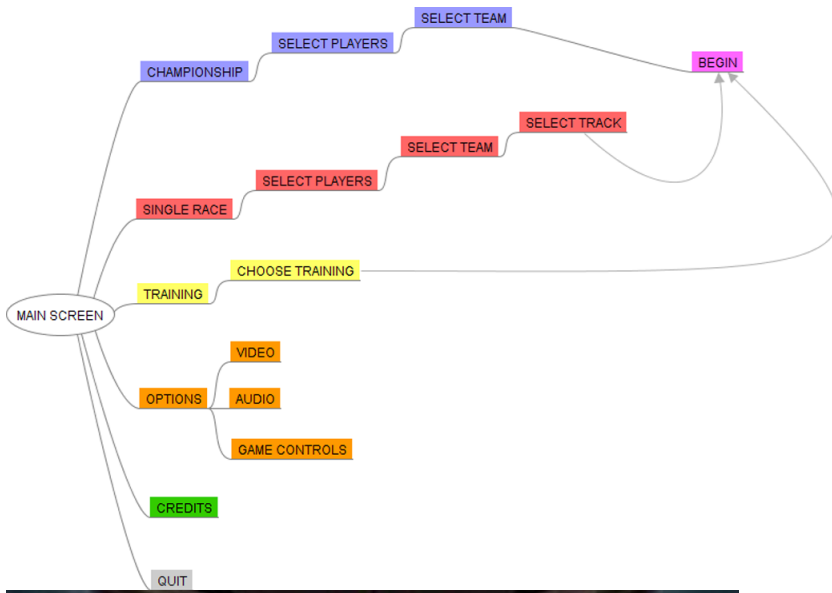 MAIN SCREEN
CHAMPIONSHIP
SELECT PLAYERS
SELECT TEAM
BEGIN
SINGLE RACE
SELECT PLAYERS
SELECT TEAM
SELECT TRACK
TRAINING
CHOOSE TRAINING
OPTIONS
VIDEO
AUDIO
GAME CONTROLS
CREDITS
QUIT